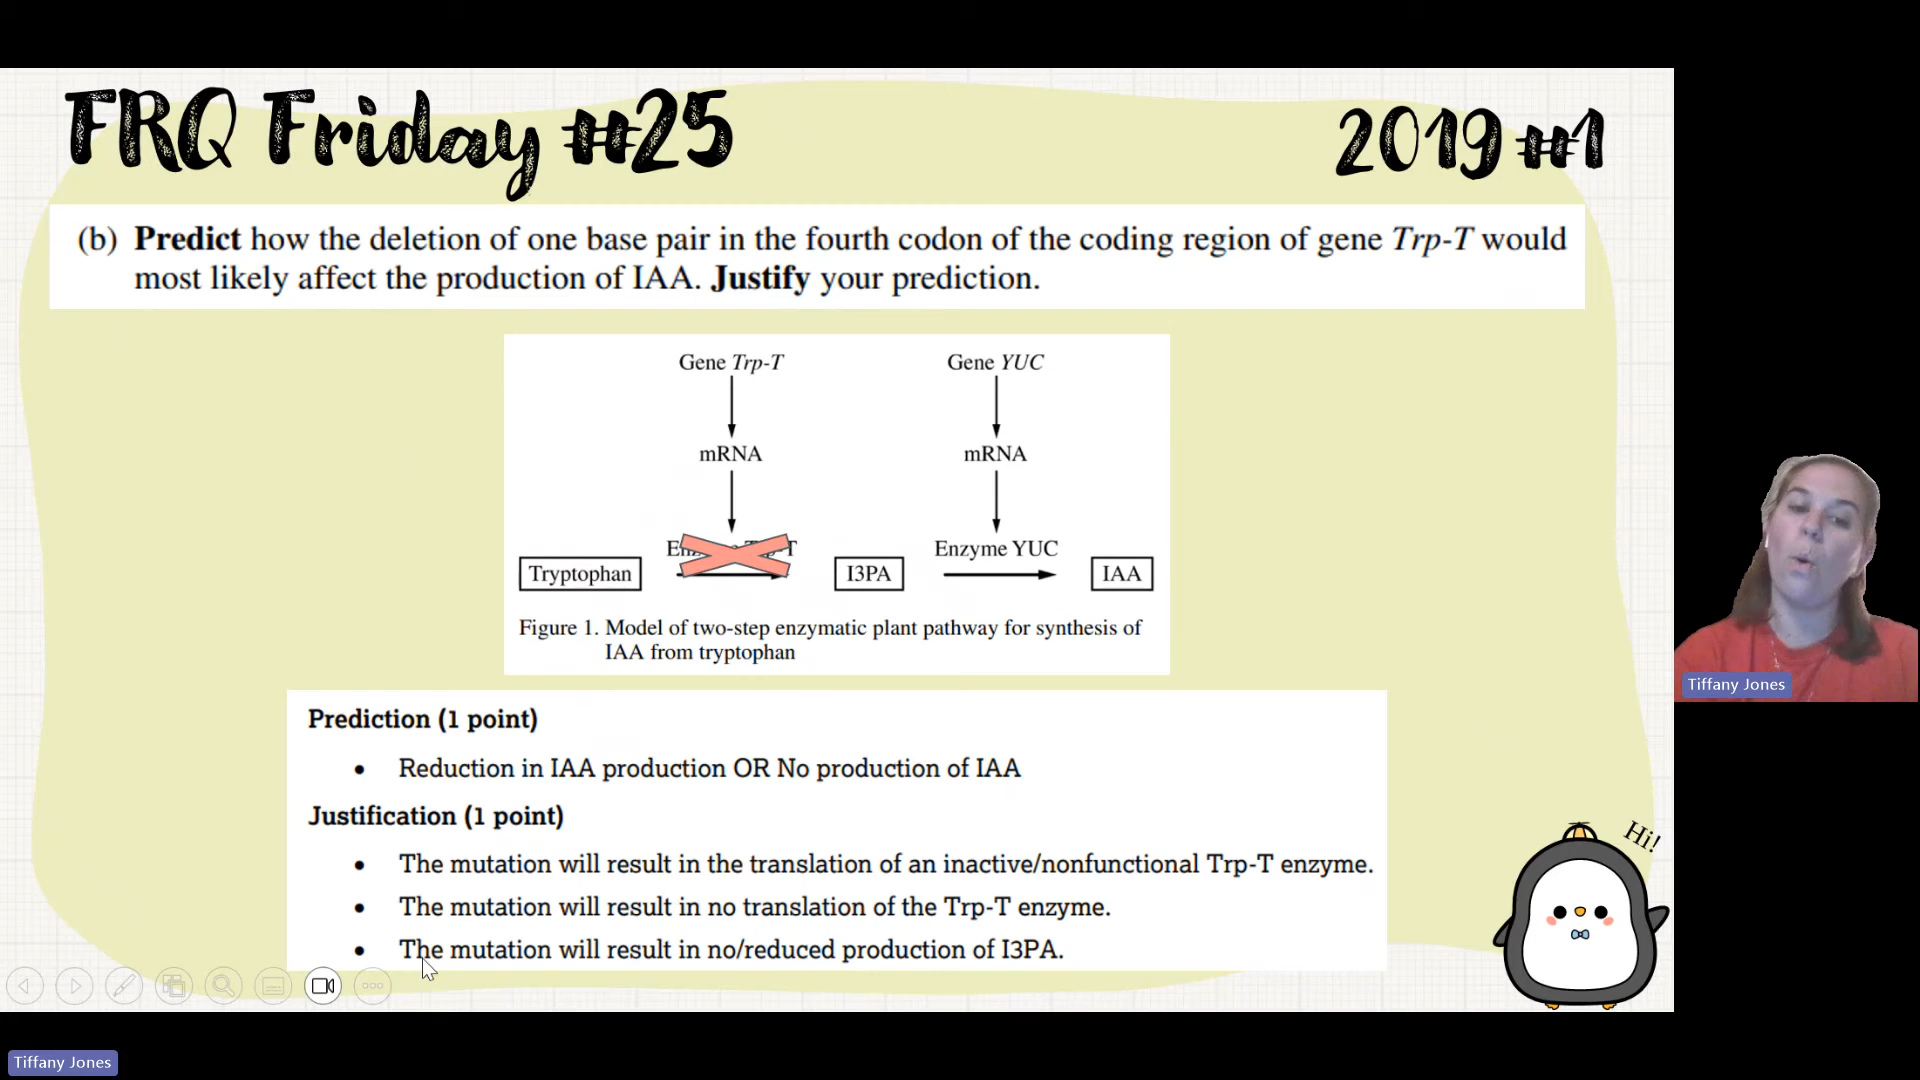 FRQ Friday #25
2019 #1
(b) Predict how the deletion of one base pair in the fourth codon of the coding region of gene Trp-T would
most likely affect the production of IAA. Justify your prediction.
Gene Trp-T
Gene YUC
mRNA
mRNA
Enzyme YUC
Tryptophan
I3PA
IAA
Figure 1. Model of two-step enzymatic plant pathway for synthesis of
IAA from tryptophan
Prediction (1 point)
• Reduction in IAA production OR No production of IAA
Justification (1 point)
• The mutation will result in the translation of an inactive/nonfunctional Trp-T enzyme.
• The mutation will result in no translation of the Trp-T enzyme.
• The mutation will result in no/reduced production of I3PA.
Hi!
Tiffany Jones
Tiffany Jones